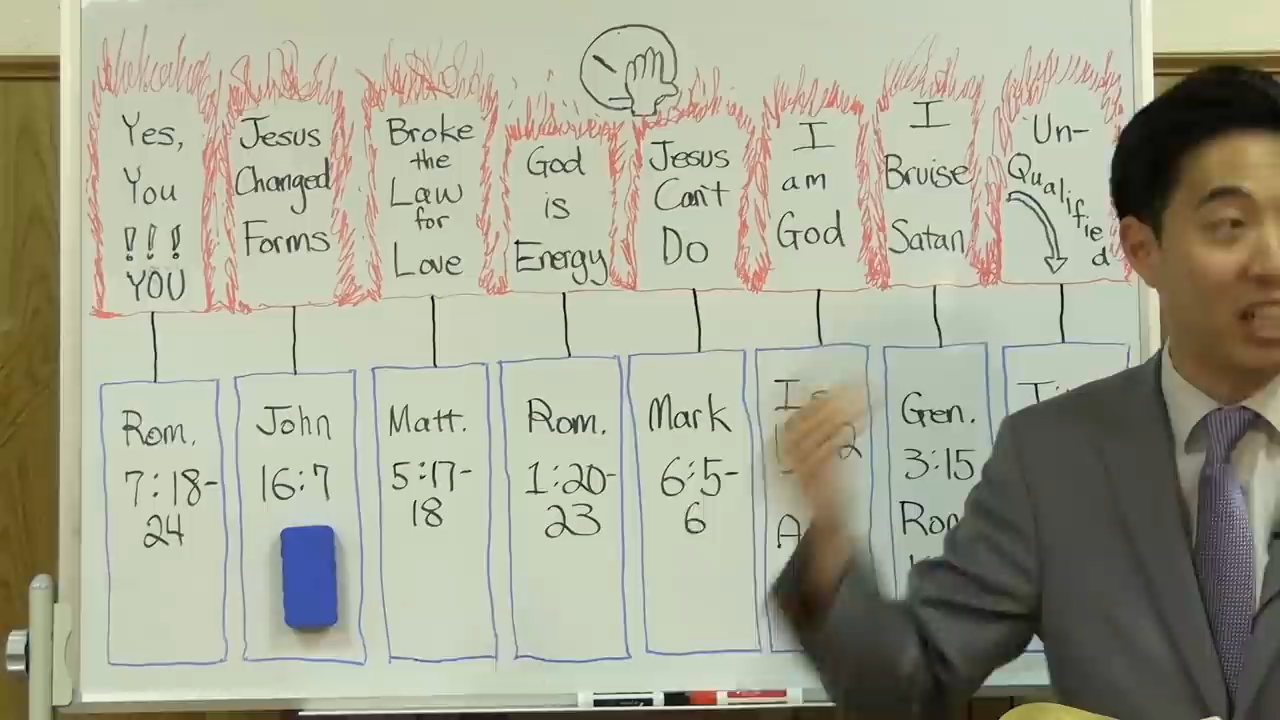 Yes,
You
!!!
YOU
Jesus
Changed
Forms
Broke
the
Law
for
Love
God
is
Energy
Jesus
Can't
Do
I
am
God
I
Bruise
Satan
Un-
Qualified
Rom.
7:18-
24
John
16:7
Matt.
5:17-
18
Rom.
1:20-
23
Mark
6:5-
6
Gen.
3:15